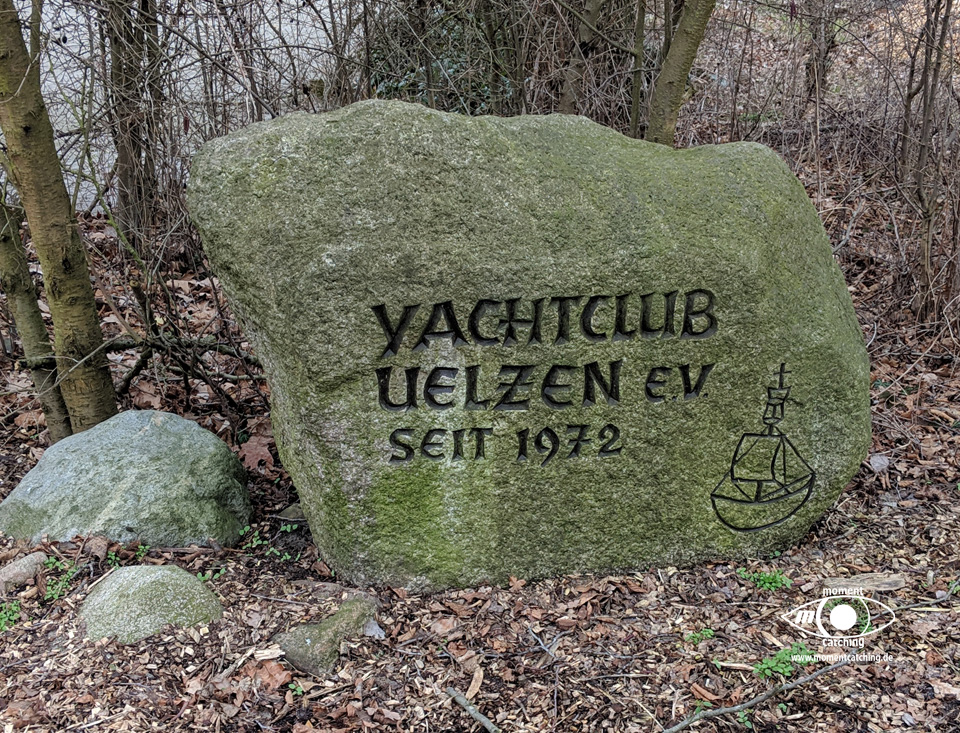 YACHTCLUB
UELZEN E.V.
SEIT 1972
moment
m
catching
www.momentcatching.de